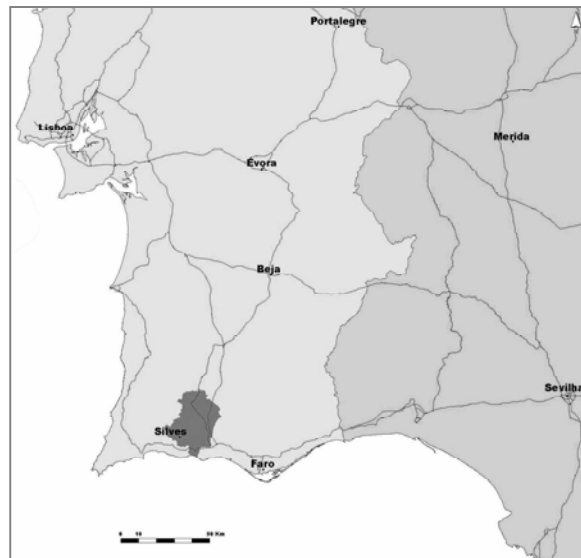 Portalegre
Lisboa
Merida
Évora
Beja
Sevilha
Silves
Faro
0 10 50 Km